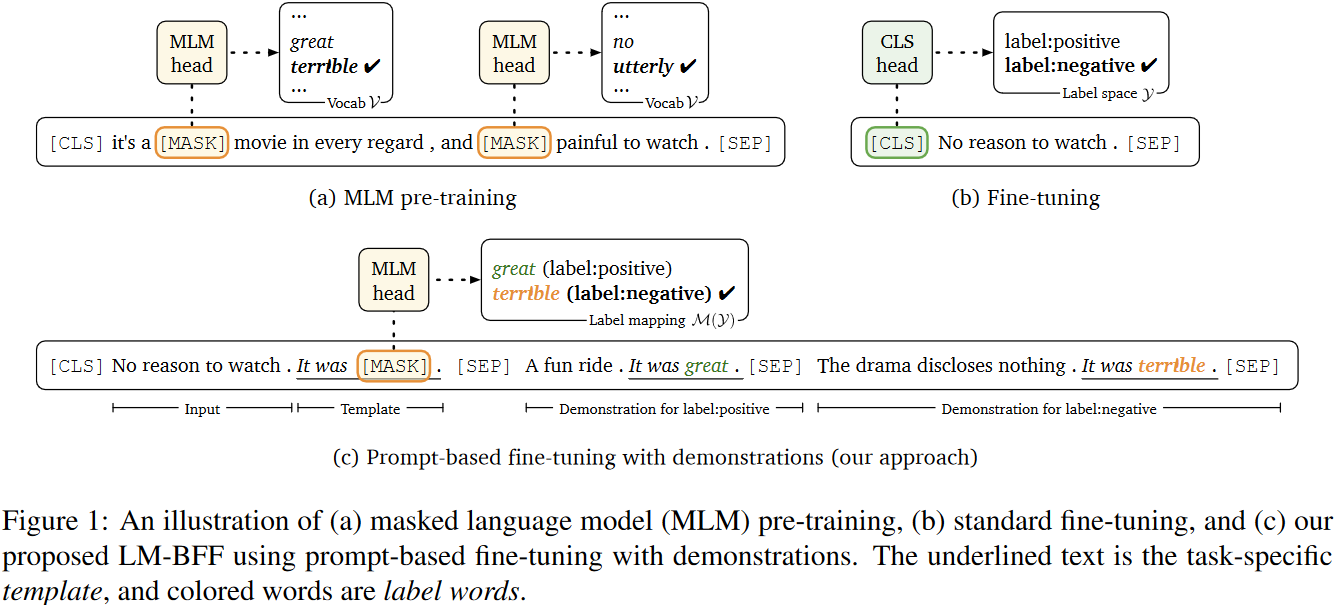 ...
great
terrible ✔
...
Vocab 𝒱
MLM
head
...
no
utterly ✔
...
Vocab 𝒱
MLM
head
[CLS] it's a [MASK] movie in every regard , and [MASK] painful to watch . [SEP]
(a) MLM pre-training
CLS
head
label:positive
label:negative ✔
Label space 𝒴
[CLS] No reason to watch . [SEP]
(b) Fine-tuning
MLM
head
great (label:positive)
terrible (label:negative) ✔
Label mapping ℳ(𝒴)
[CLS] No reason to watch . It was [MASK] . [SEP] A fun ride . It was great . [SEP] The drama discloses nothing . It was terrible . [SEP]
Input Template Demonstration for label:positive Demonstration for label:negative
(c) Prompt-based fine-tuning with demonstrations (our approach)
Figure 1: An illustration of (a) masked language model (MLM) pre-training, (b) standard fine-tuning, and (c) our
proposed LM-BFF using prompt-based fine-tuning with demonstrations. The underlined text is the task-specific
template, and colored words are label words.